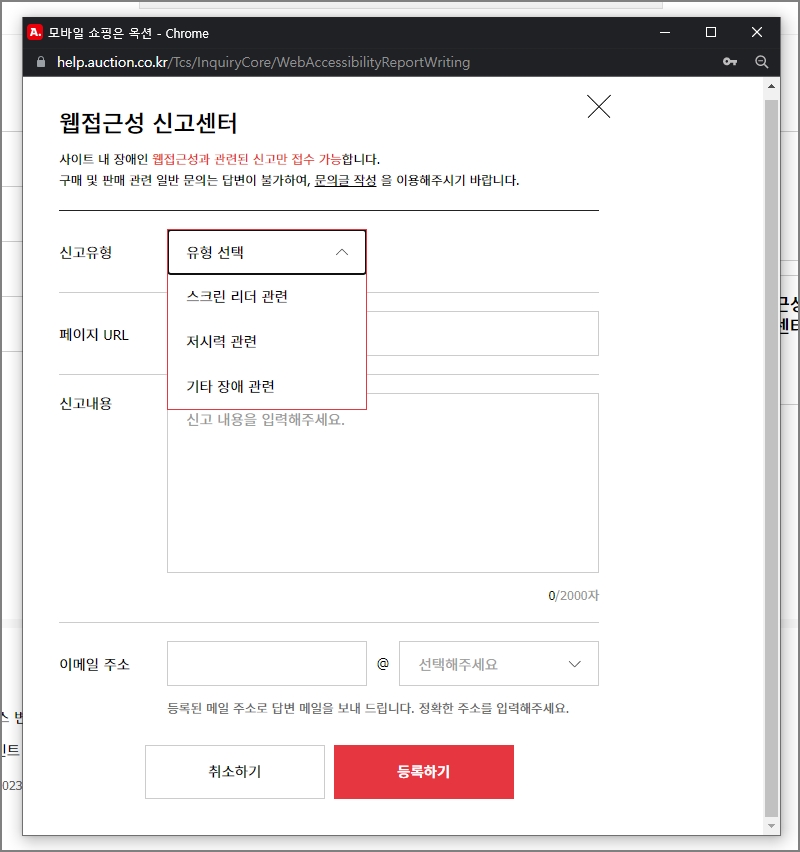 A. 모바일 쇼핑은 옥션 - Chrome
help.auction.co.kr/Tcs/InquiryCore/WebAccessibilityReportWriting
웹접근성 신고센터
사이트 내 장애인 웹접근성과 관련된 신고만 접수 가능합니다.
구매 및 판매 관련 일반 문의는 답변이 불가하여, 문의글 작성 을 이용해주시기 바랍니다.
신고유형
유형 선택
스크린 리더 관련
저시력 관련
기타 장애 관련
페이지 URL
신고내용
신고 내용을 입력해주세요.
0/2000자
이메일 주소
@
선택해주세요
등록된 메일 주소로 답변 메일을 보내 드립니다. 정확한 주소를 입력해주세요.
취소하기
등록하기
023